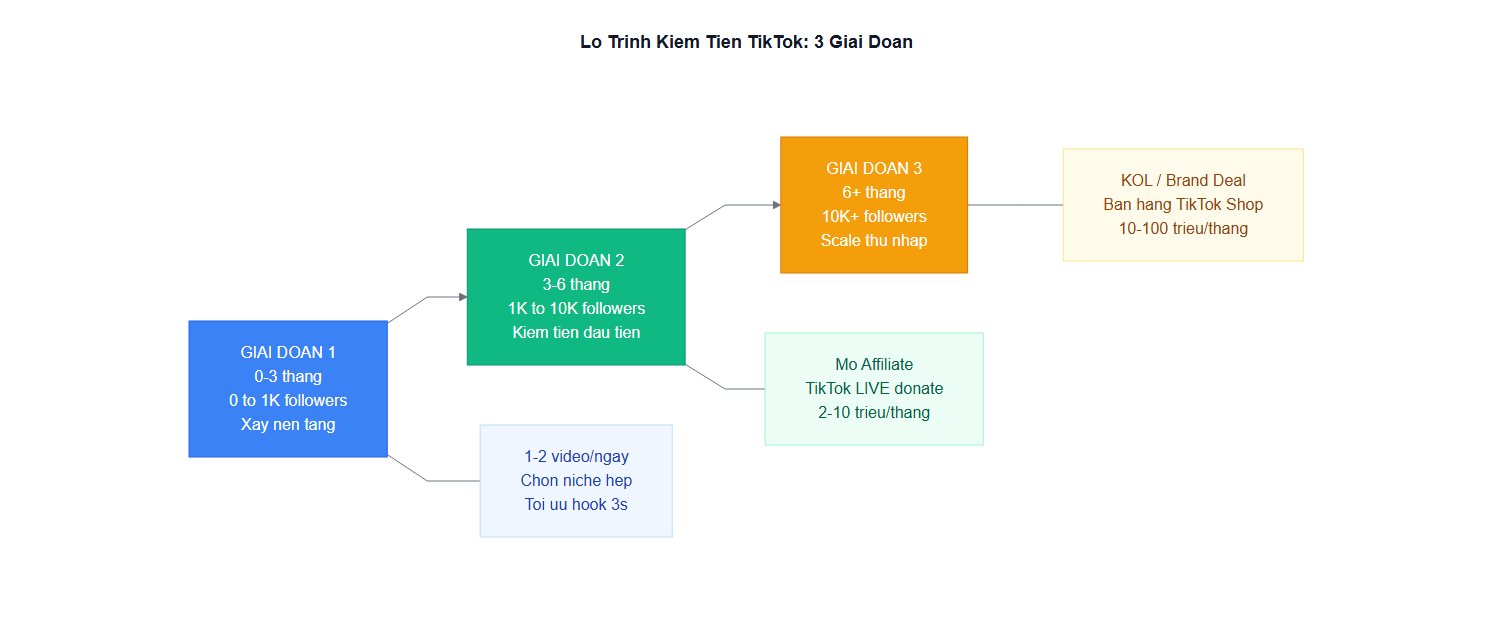 Lo Trinh Kiem Tien TikTok: 3 Giai Doan
GIAI DOAN 1
0-3 thang
0 to 1K followers
Xay nen tang
1-2 video/ngay
Chon niche hep
Toi uu hook 3s
GIAI DOAN 2
3-6 thang
1K to 10K followers
Kiem tien dau tien
Mo Affiliate
TikTok LIVE donate
2-10 trieu/thang
GIAI DOAN 3
6+ thang
10K+ followers
Scale thu nhap
KOL / Brand Deal
Ban hang TikTok Shop
10-100 trieu/thang